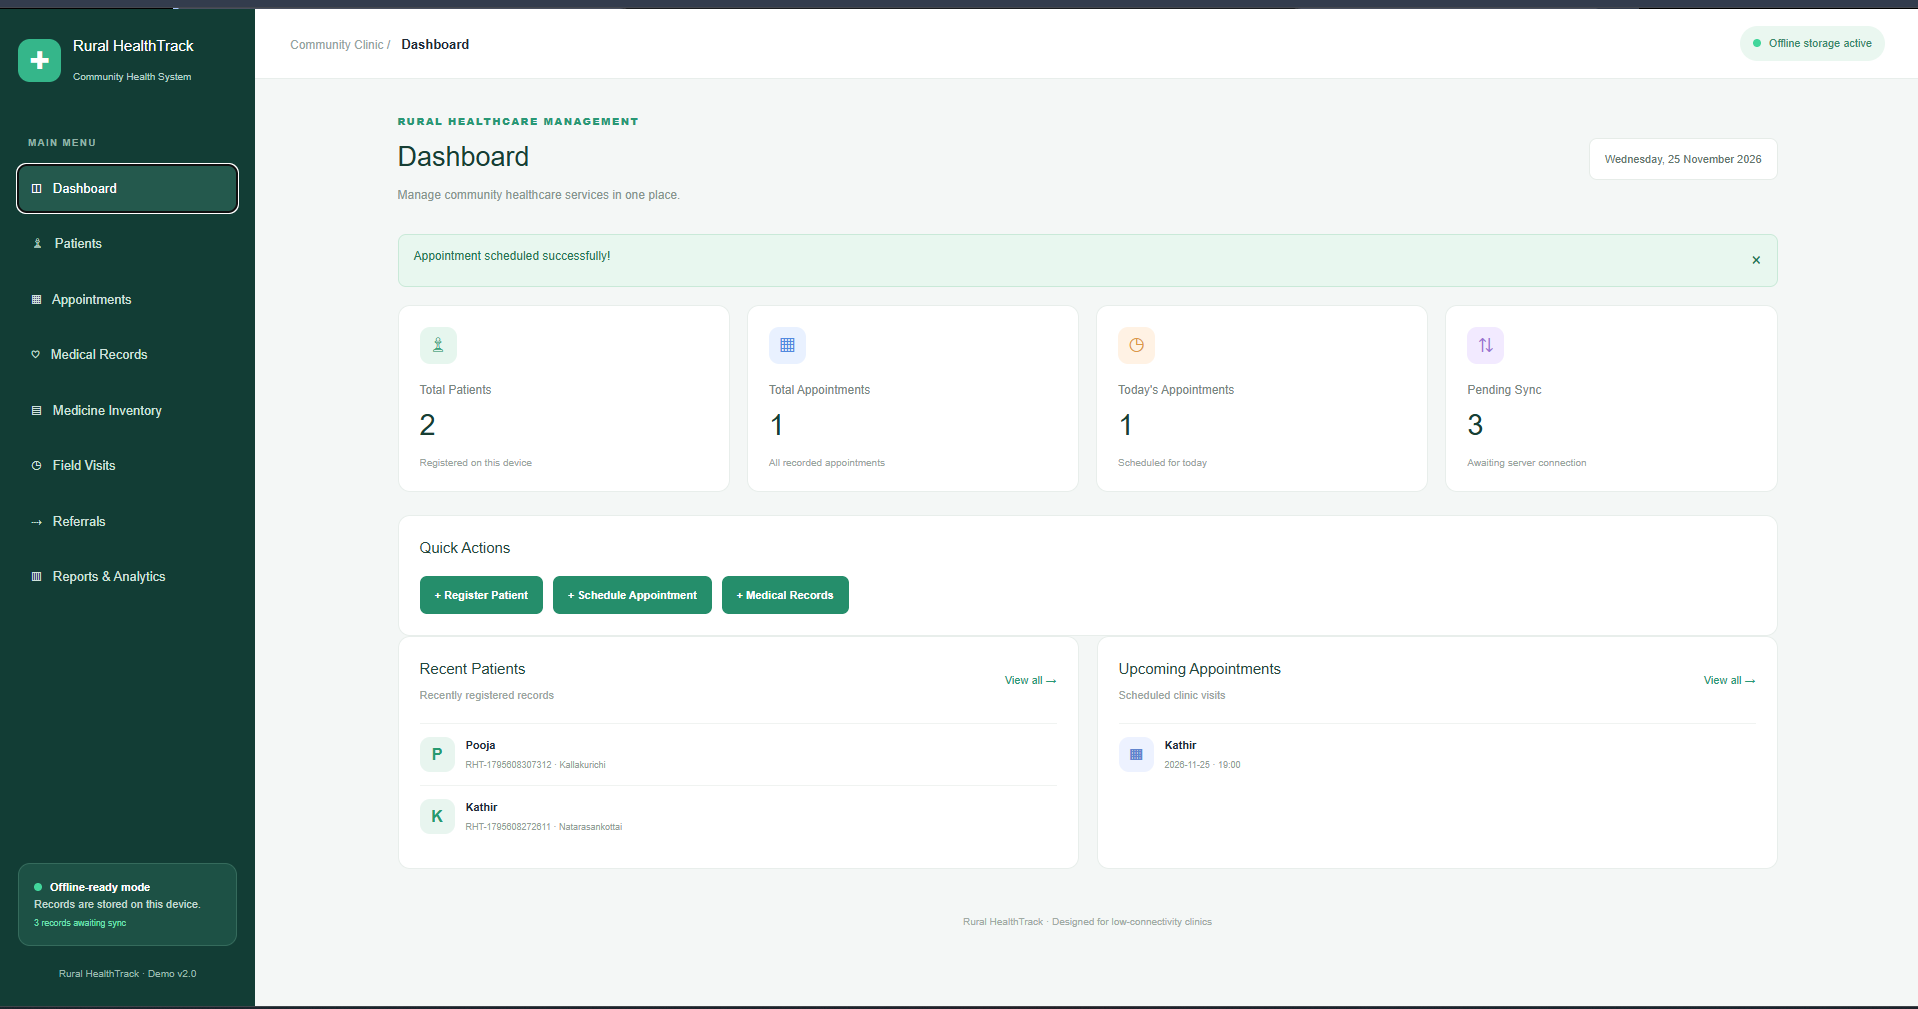 Rural HealthTrack
Community Health System
MAIN MENU
Dashboard
Patients
Appointments
Medical Records
Medicine Inventory
Field Visits
Referrals
Reports & Analytics
Offline-ready mode
Records are stored on this device.
3 records awaiting sync
Rural HealthTrack · Demo v2.0
Community Clinic / Dashboard
Offline storage active
RURAL HEALTHCARE MANAGEMENT
Dashboard
Manage community healthcare services in one place.
Wednesday, 25 November 2026
Appointment scheduled successfully!
×
Total Patients
2
Registered on this device
Total Appointments
1
All recorded appointments
Today's Appointments
1
Scheduled for today
Pending Sync
3
Awaiting server connection
Quick Actions
+ Register Patient
+ Schedule Appointment
+ Medical Records
Recent Patients
Recently registered records
View all →
Pooja
RHT-1795608307312 · Kallakurichi
Kathir
RHT-1795608272611 · Natarasankottai
Upcoming Appointments
Scheduled clinic visits
View all →
Kathir
2026-11-25 · 19:00
Rural HealthTrack · Designed for low-connectivity clinics